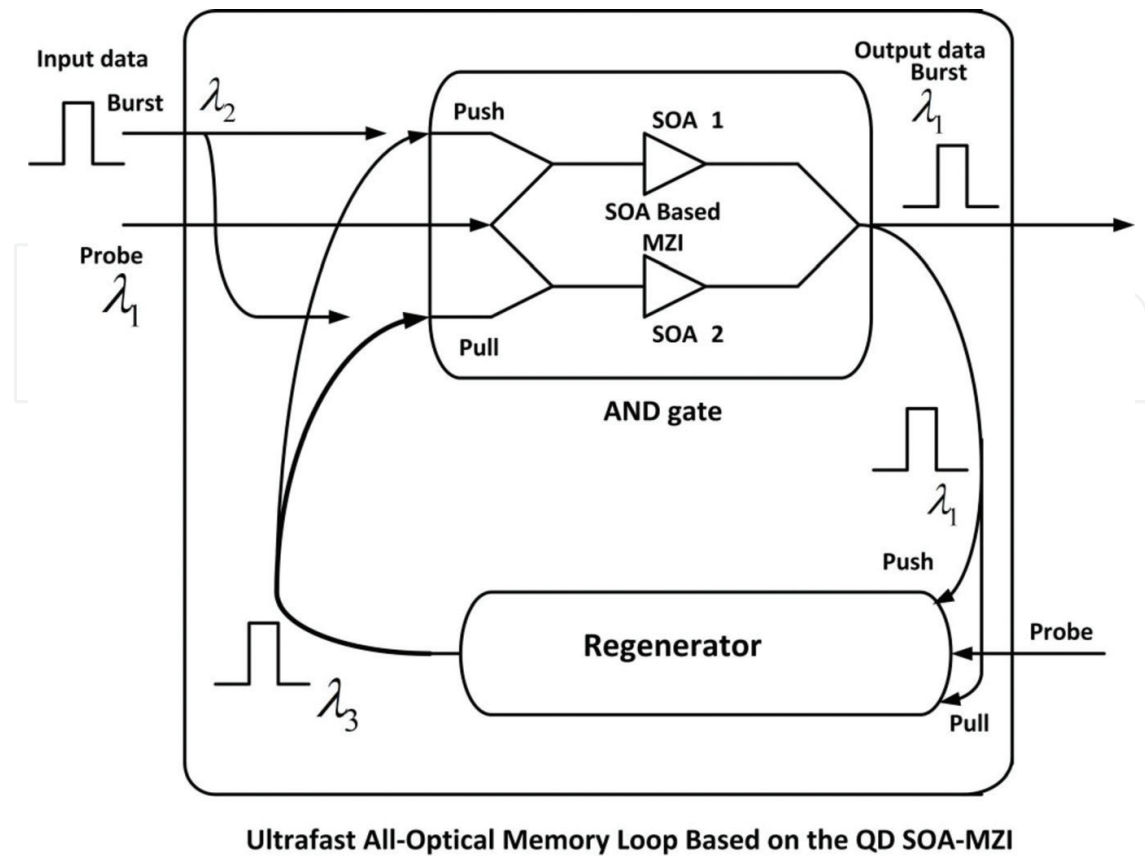 Input data
Burst
λ2
Probe
λ1
Push
SOA 1
SOA Based
MZI
SOA 2
Pull
AND gate
Output data
Burst
λ1
λ1
Push
Regenerator
Probe
Pull
λ3
Ultrafast All-Optical Memory Loop Based on the QD SOA-MZI